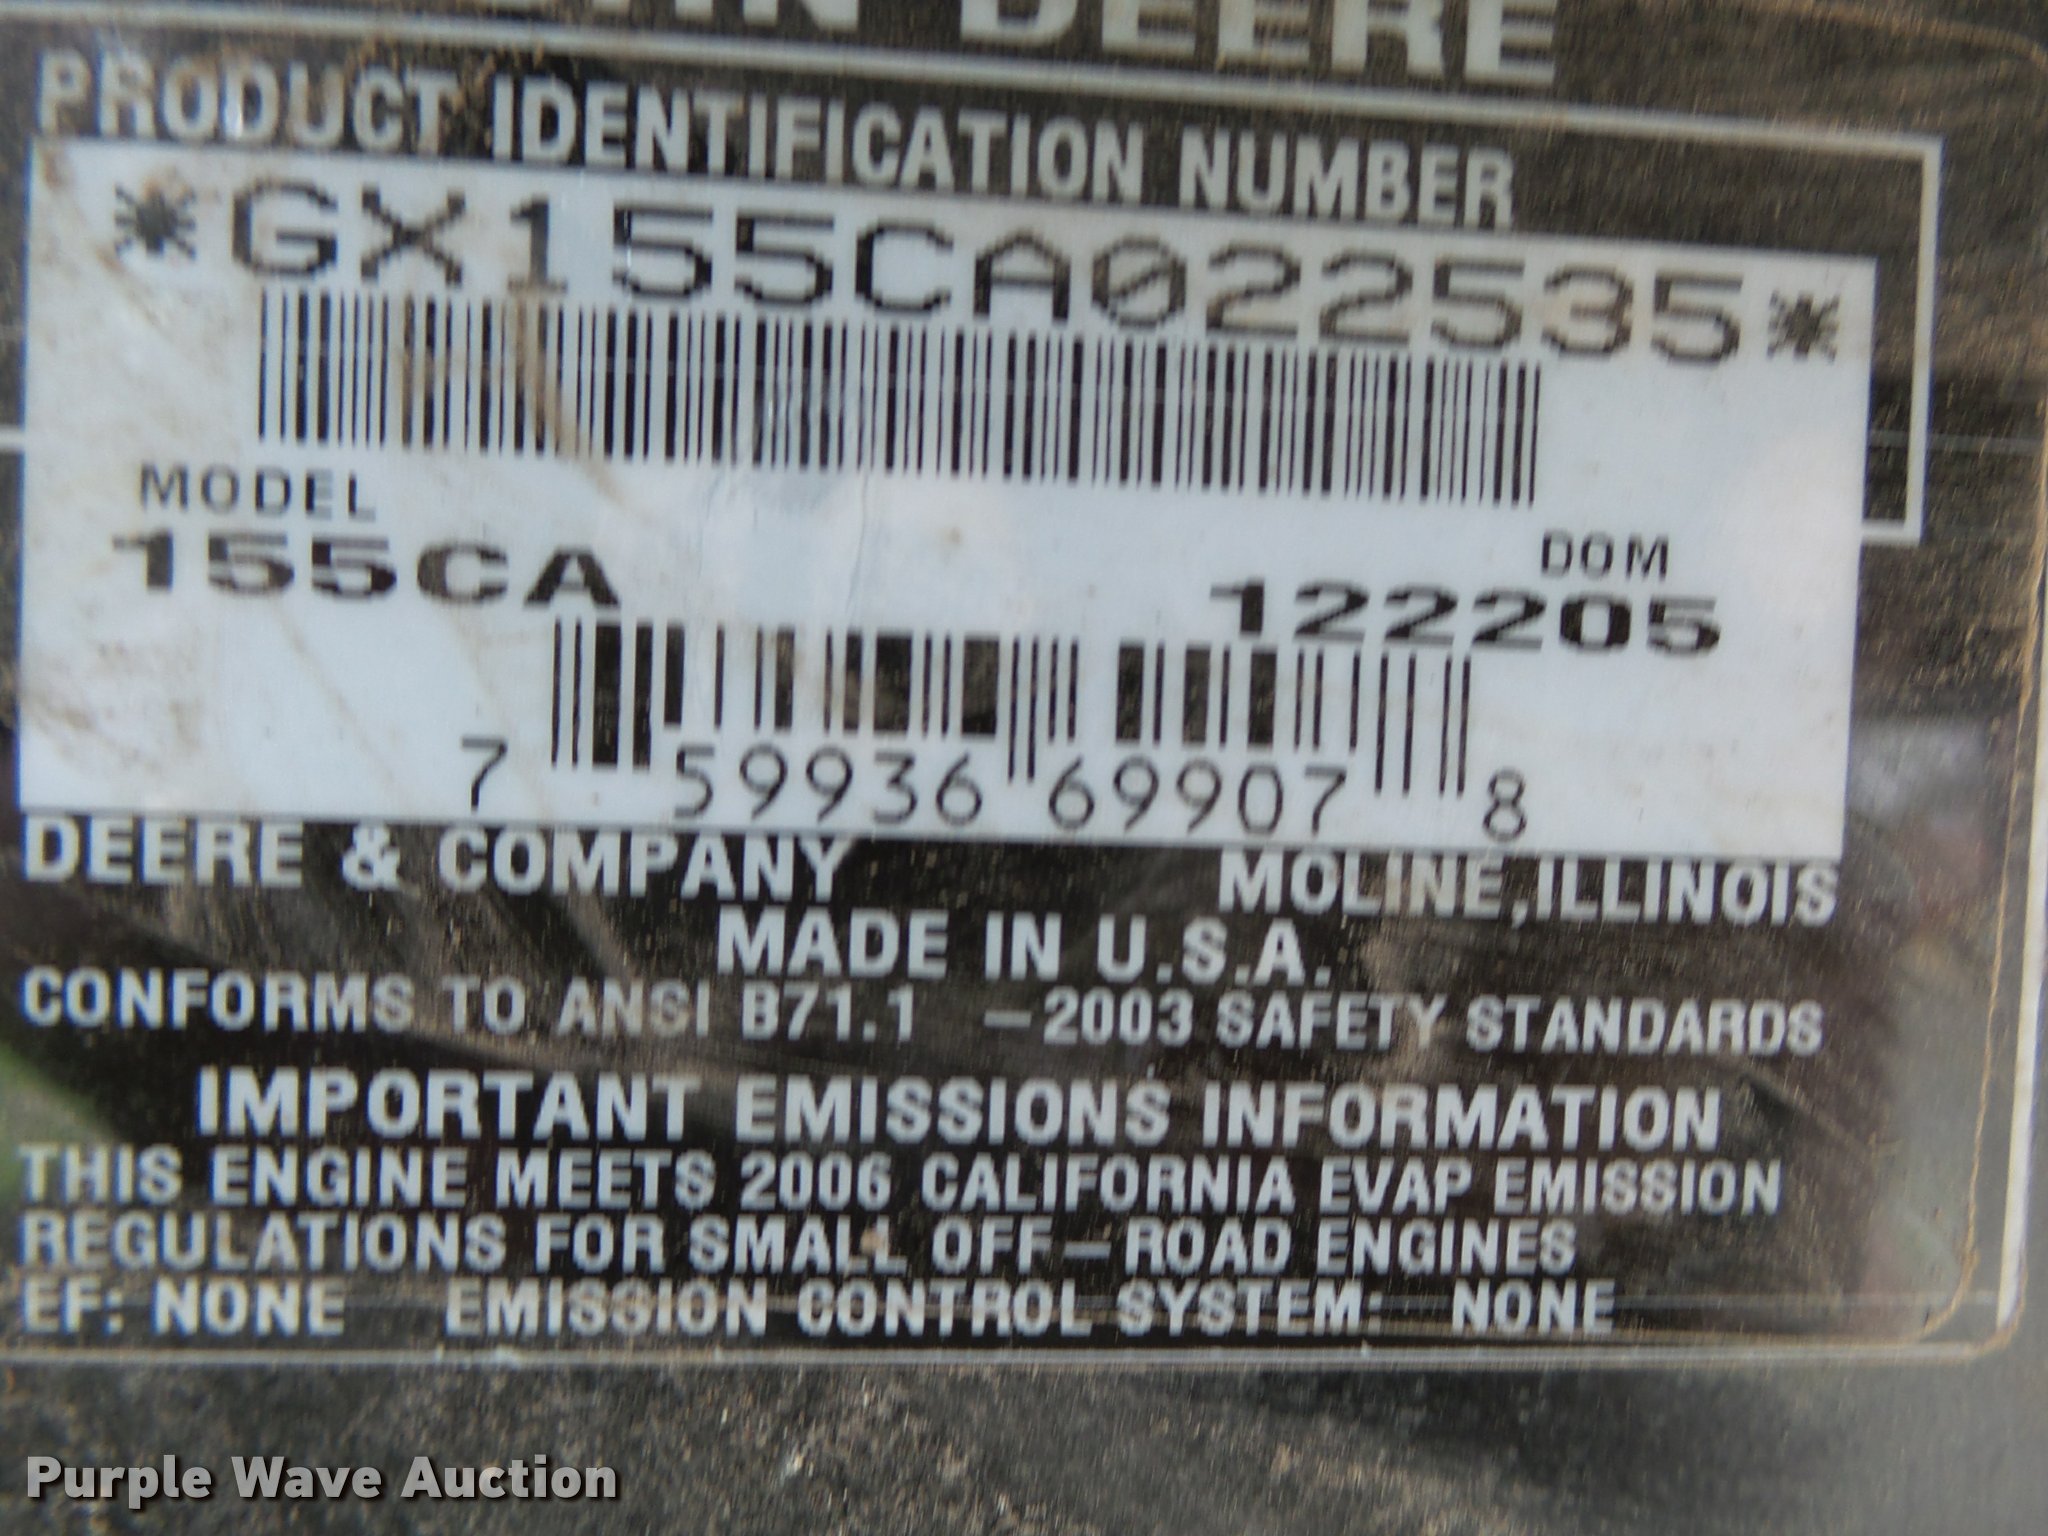 DEERE
PRODUCT IDENTIFICATION NUMBER
*GX155CA022535*
MODEL
155CA
DOM
122205
7 59936 69907 8
DEERE & COMPANY MOLINE, ILLINOIS
MADE IN U.S.A.
CONFORMS TO ANSI B71.1 -2003 SAFETY STANDARDS
IMPORTANT EMISSIONS INFORMATION
THIS ENGINE MEETS 2006 CALIFORNIA EVAP EMISSION
REGULATIONS FOR SMALL OFF-ROAD ENGINES
EF: NONE EMISSION CONTROL SYSTEM: NONE
Purple Wave Auction